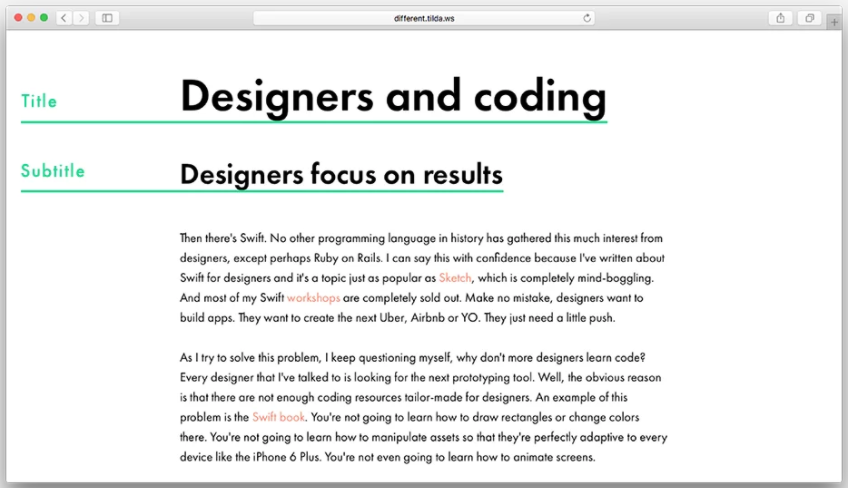 different.tilda.ws
Title
Designers and coding
Subtitle
Designers focus on results
Then there's Swift. No other programming language in history has gathered this much interest from
designers, except perhaps Ruby on Rails. I can say this with confidence because I've written about
Swift for designers and it's a topic just as popular as Sketch, which is completely mind-boggling.
And most of my Swift workshops are completely sold out. Make no mistake, designers want to
build apps. They want to create the next Uber, Airbnb or YO. They just need a little push.
As I try to solve this problem, I keep questioning myself, why don't more designers learn code?
Every designer that I've talked to is looking for the next prototyping tool. Well, the obvious reason
is that there are not enough coding resources tailor-made for designers. An example of this
problem is the Swift book. You're not going to learn how to draw rectangles or change colors
there. You're not going to learn how to manipulate assets so that they're perfectly adaptive to every
device like the iPhone 6 Plus. You're not even going to learn how to animate screens.